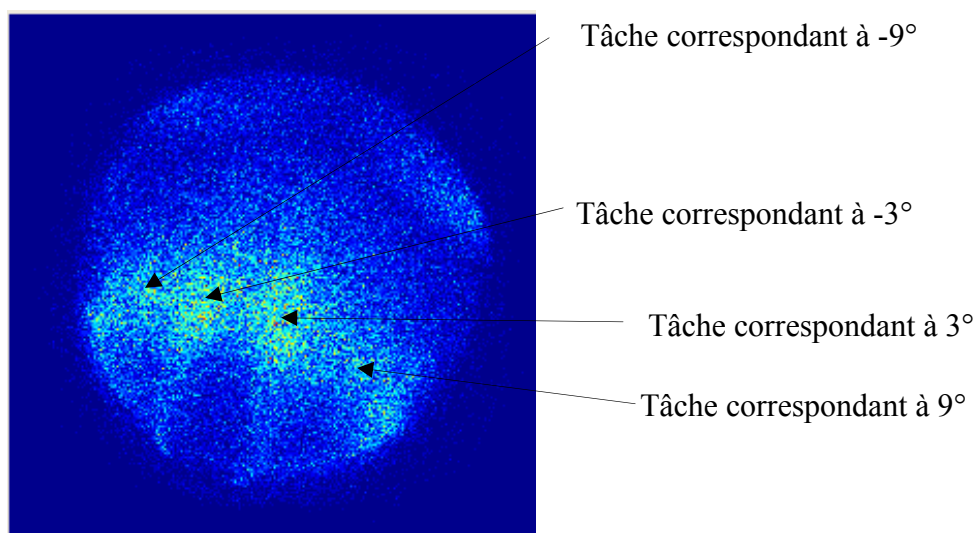 Tâche correspondant à -9°
Tâche correspondant à -3°
Tâche correspondant à 3°
Tâche correspondant à 9°